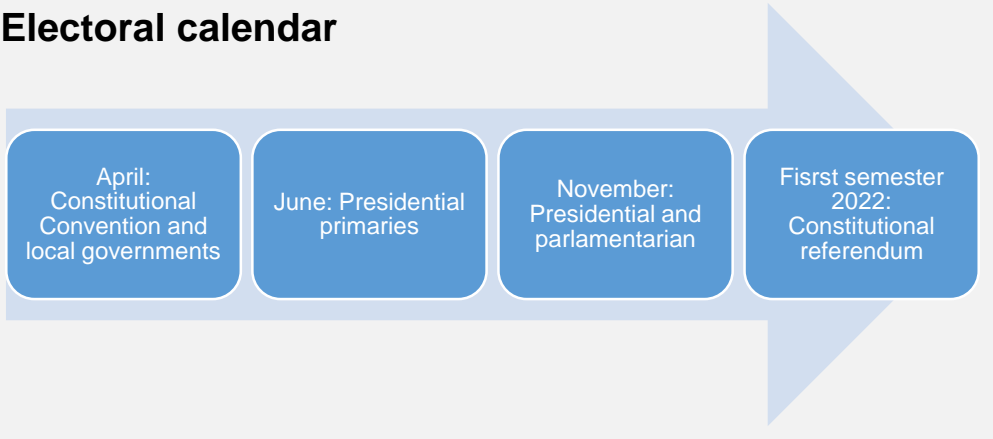 Electoral calendar
April:
Constitutional
Convention and
local governments
June: Presidential
primaries
November:
Presidential and
parlamentarian
Fisrst semester
2022:
Constitutional
referendum